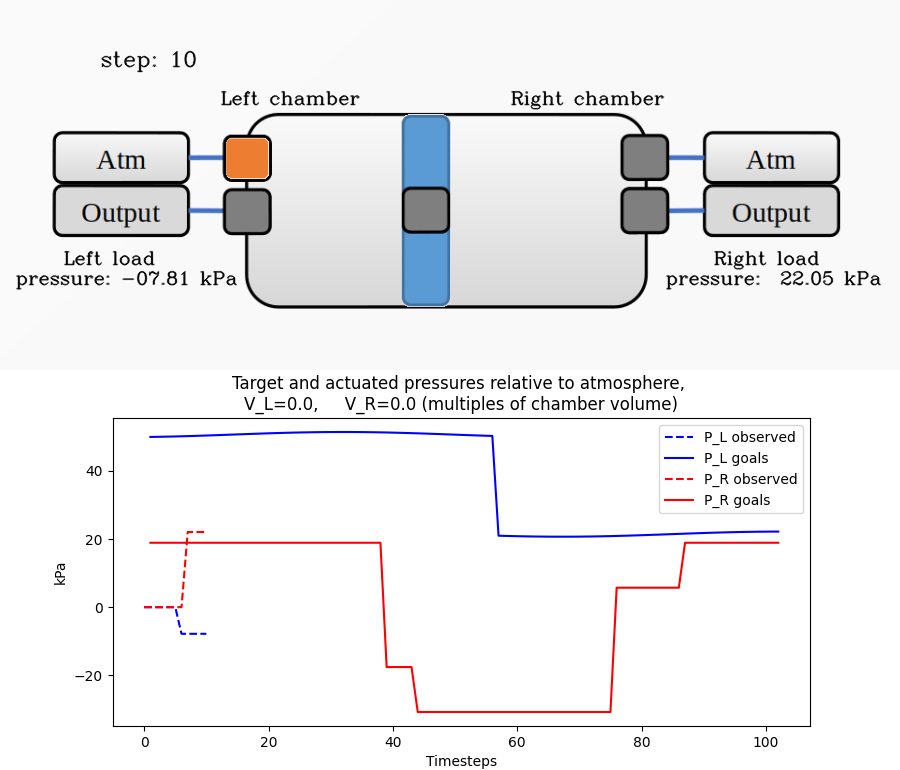 step: 10
Left chamber
Right chamber
Atm
Atm
Output
Output
Left load
pressure: -07.81 kPa
Right load
pressure:  22.05 kPa
Target and actuated pressures relative to atmosphere,
V_L=0.0,     V_R=0.0 (multiples of chamber volume)
P_L observed
P_L goals
P_R observed
P_R goals
kPa
40
20
0
−20
0 20 40 60 80 100
Timesteps